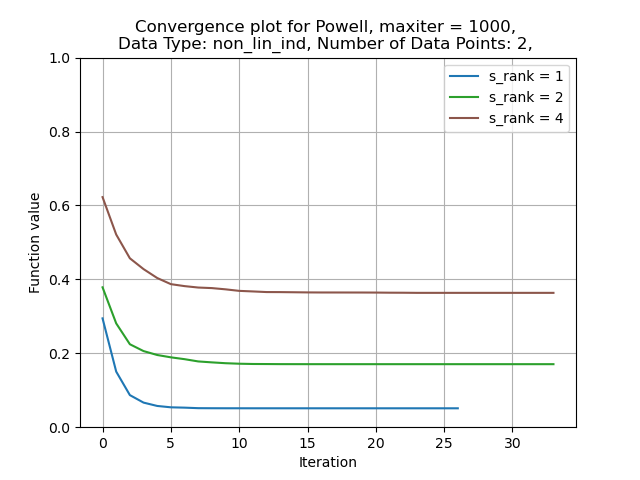 Convergence plot for Powell, maxiter = 1000,
Data Type: non_lin_ind, Number of Data Points: 2,
1.0
0.8
0.6
0.4
0.2
0.0
Function value
s_rank = 1
s_rank = 2
s_rank = 4
0 5 10 15 20 25 30
Iteration